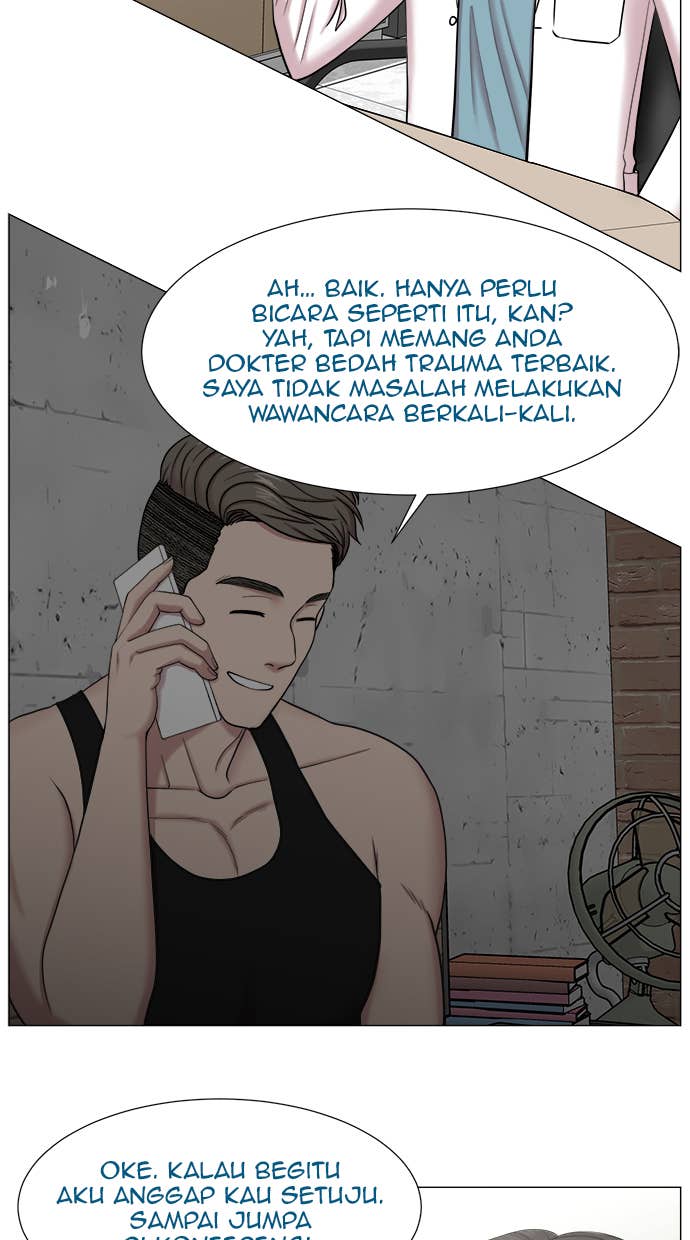 AH... BAIK. HANYA PERLU
BICARA SEPERTI ITU, KAN?
YAH, TAPI MEMANG ANDA
DOKTER BEDAH TRAUMA TERBAIK.
SAYA TIDAK MASALAH MELAKUKAN
WAWANCARA BERKALI-KALI.
OKE. KALAU BEGITU
AKU ANGGAP KAU SETUJU.
SAMPAI JUMPA